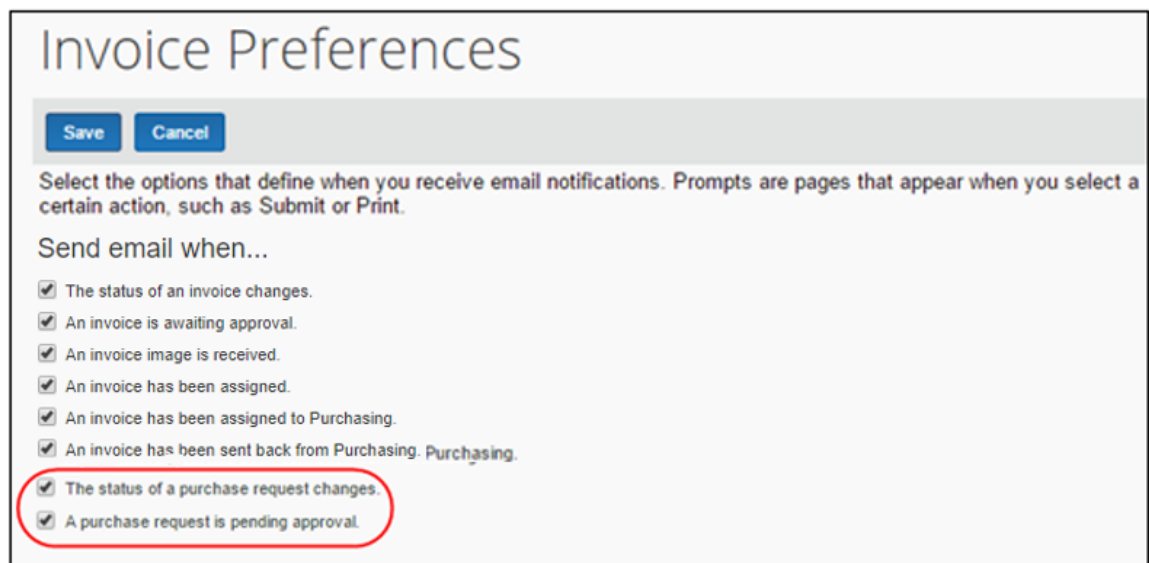 Invoice Preferences
Save Cancel
Select the options that define when you receive email notifications. Prompts are pages that appear when you select a
certain action, such as Submit or Print.
Send email when...
The status of an invoice changes.
An invoice is awaiting approval.
An invoice image is received.
An invoice has been assigned.
An invoice has been assigned to Purchasing.
An invoice has been sent back from Purchasing. Purchasing.
The status of a purchase request changes.
A purchase request is pending approval.